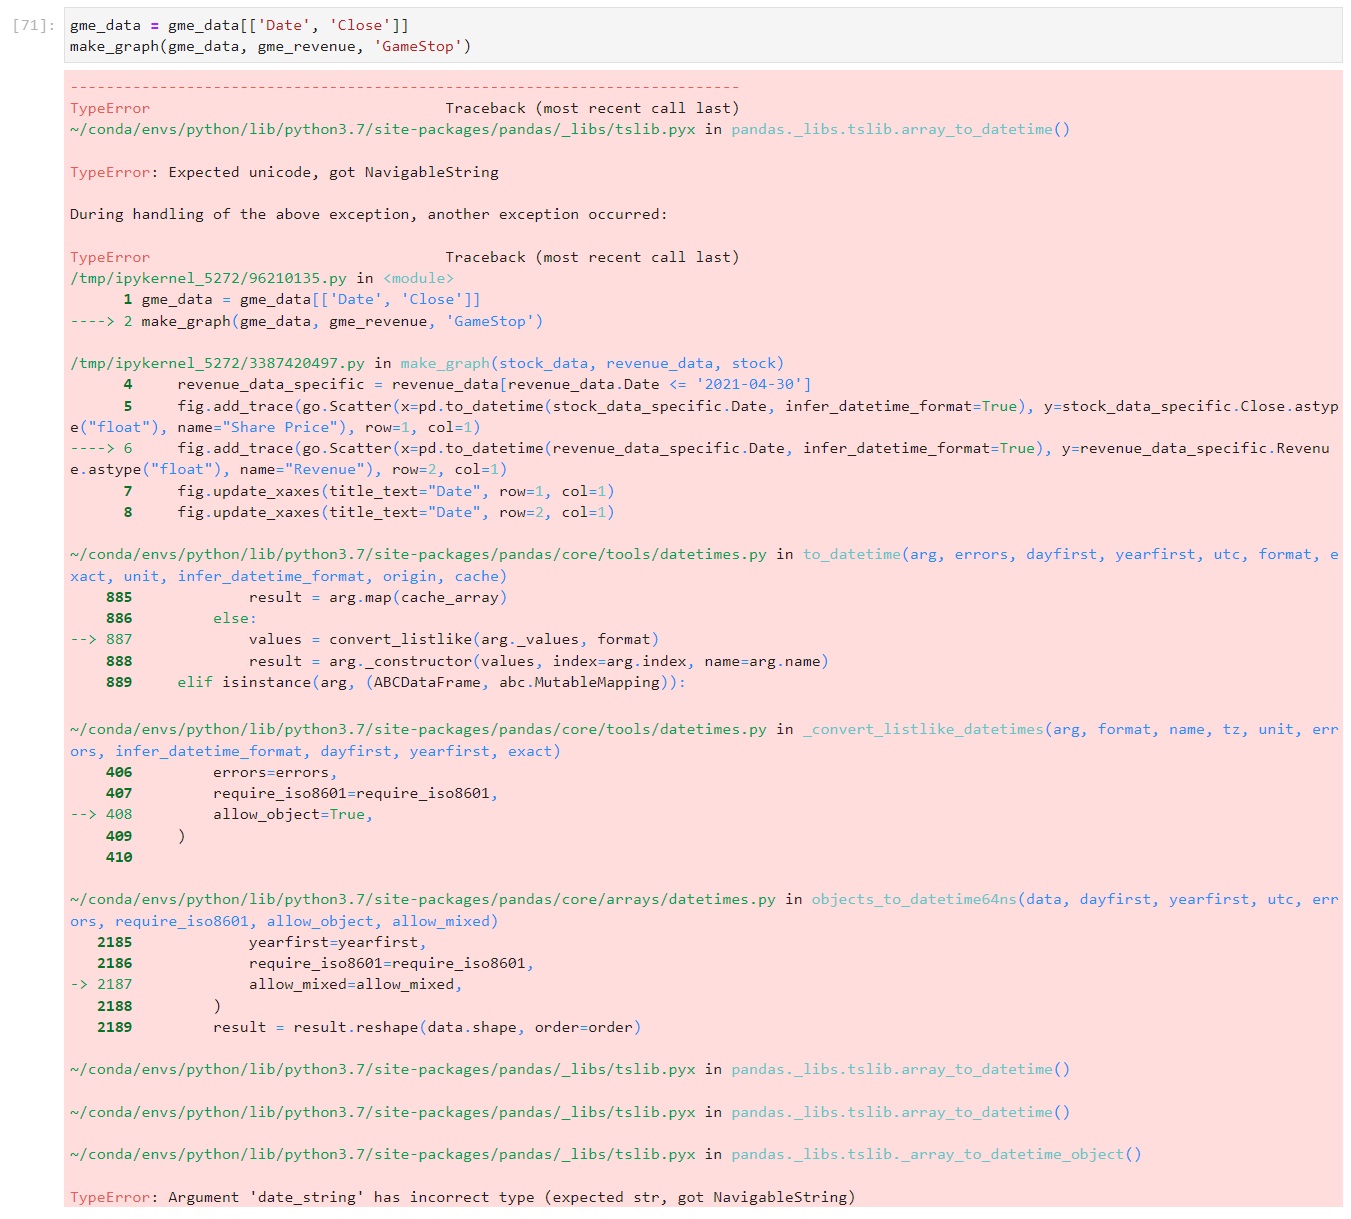 [71]: gme_data = gme_data[['Date', 'Close']]
make_graph(gme_data, gme_revenue, 'GameStop')
---------------------------------------------------------------------------
TypeError                                 Traceback (most recent call last)
~/conda/envs/python/lib/python3.7/site-packages/pandas/_libs/tslib.pyx in pandas._libs.tslib.array_to_datetime()
TypeError: Expected unicode, got NavigableString
During handling of the above exception, another exception occurred:
TypeError                                 Traceback (most recent call last)
/tmp/ipykernel_5272/96210135.py in <module>
      1 gme_data = gme_data[['Date', 'Close']]
----> 2 make_graph(gme_data, gme_revenue, 'GameStop')
/tmp/ipykernel_5272/3387420497.py in make_graph(stock_data, revenue_data, stock)
      4     revenue_data_specific = revenue_data[revenue_data.Date <= '2021-04-30']
      5     fig.add_trace(go.Scatter(x=pd.to_datetime(stock_data_specific.Date, infer_datetime_format=True), y=stock_data_specific.Close.astyp
e("float"), name="Share Price"), row=1, col=1)
----> 6     fig.add_trace(go.Scatter(x=pd.to_datetime(revenue_data_specific.Date, infer_datetime_format=True), y=revenue_data_specific.Revenu
e.astype("float"), name="Revenue"), row=2, col=1)
      7     fig.update_xaxes(title_text="Date", row=1, col=1)
      8     fig.update_xaxes(title_text="Date", row=2, col=1)
~/conda/envs/python/lib/python3.7/site-packages/pandas/core/tools/datetimes.py in to_datetime(arg, errors, dayfirst, yearfirst, utc, format, e
xact, unit, infer_datetime_format, origin, cache)
    885             result = arg.map(cache_array)
    886         else:
--> 887             values = convert_listlike(arg._values, format)
    888             result = arg._constructor(values, index=arg.index, name=arg.name)
    889     elif isinstance(arg, (ABCDataFrame, abc.MutableMapping)):
~/conda/envs/python/lib/python3.7/site-packages/pandas/core/tools/datetimes.py in _convert_listlike_datetimes(arg, format, name, tz, unit, err
ors, infer_datetime_format, dayfirst, yearfirst, exact)
    406         errors=errors,
    407         require_iso8601=require_iso8601,
--> 408         allow_object=True,
    409     )
    410
~/conda/envs/python/lib/python3.7/site-packages/pandas/core/arrays/datetimes.py in objects_to_datetime64ns(data, dayfirst, yearfirst, utc, err
ors, require_iso8601, allow_object, allow_mixed)
   2185             yearfirst=yearfirst,
   2186             require_iso8601=require_iso8601,
-> 2187             allow_mixed=allow_mixed,
   2188         )
   2189         result = result.reshape(data.shape, order=order)
~/conda/envs/python/lib/python3.7/site-packages/pandas/_libs/tslib.pyx in pandas._libs.tslib.array_to_datetime()
~/conda/envs/python/lib/python3.7/site-packages/pandas/_libs/tslib.pyx in pandas._libs.tslib.array_to_datetime()
~/conda/envs/python/lib/python3.7/site-packages/pandas/_libs/tslib.pyx in pandas._libs.tslib._array_to_datetime_object()
TypeError: Argument 'date_string' has incorrect type (expected str, got NavigableString)